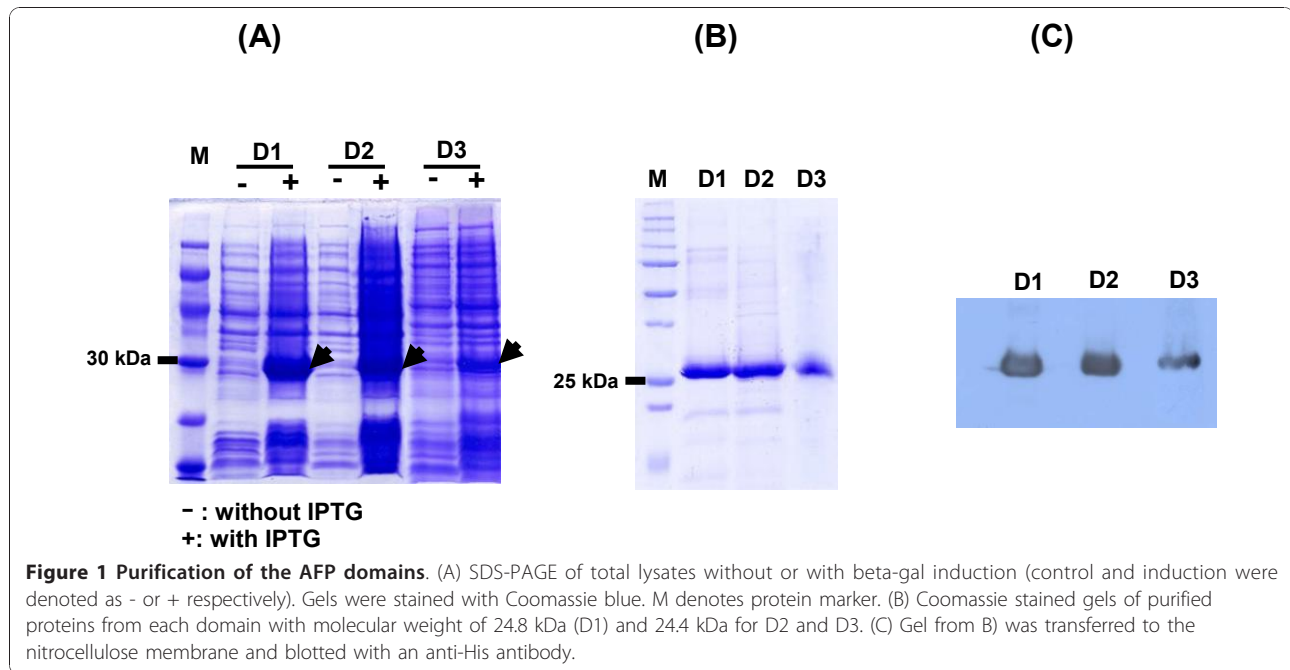 (A)
(B)
(C)
M D1 D2 D3
- + - + - +
30 kDa
- : without IPTG
+: with IPTG
M D1 D2 D3
25 kDa
D1 D2 D3
Figure 1 Purification of the AFP domains. (A) SDS-PAGE of total lysates without or with beta-gal induction (control and induction were
denoted as - or + respectively). Gels were stained with Coomassie blue. M denotes protein marker. (B) Coomassie stained gels of purified
proteins from each domain with molecular weight of 24.8 kDa (D1) and 24.4 kDa for D2 and D3. (C) Gel from B) was transferred to the
nitrocellulose membrane and blotted with an anti-His antibody.